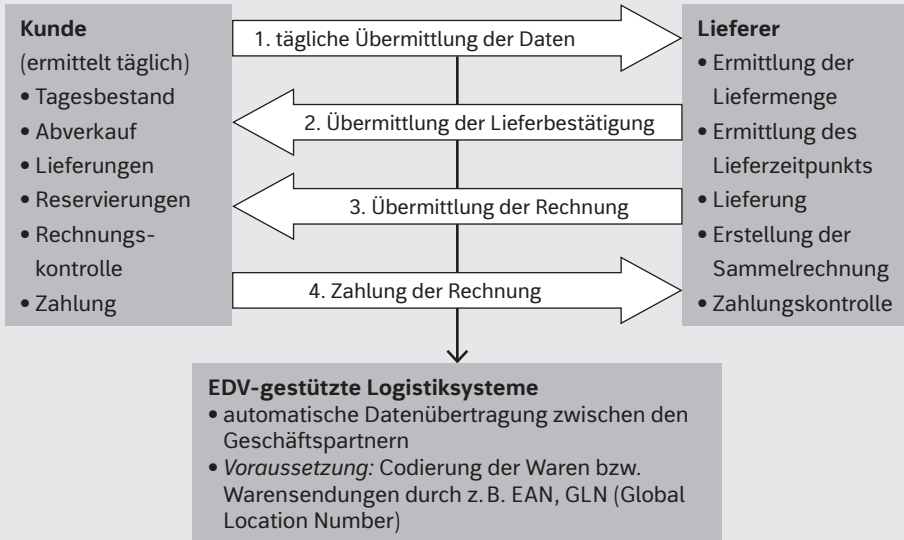 Kunde
(ermittelt täglich)
• Tagesbestand
• Abverkauf
• Lieferungen
• Reservierungen
• Rechnungs-
kontrolle
• Zahlung
1. tägliche Übermittlung der Daten
2. Übermittlung der Lieferbestätigung
3. Übermittlung der Rechnung
4. Zahlung der Rechnung
Lieferer
• Ermittlung der
Liefermenge
• Ermittlung des
Lieferzeitpunkts
• Lieferung
• Erstellung der
Sammelrechnung
• Zahlungskontrolle
EDV-gestützte Logistiksysteme
• automatische Datenübertragung zwischen den
Geschäftspartnern
• Voraussetzung: Codierung der Waren bzw.
Warensendungen durch z. B. EAN, GLN (Global
Location Number)